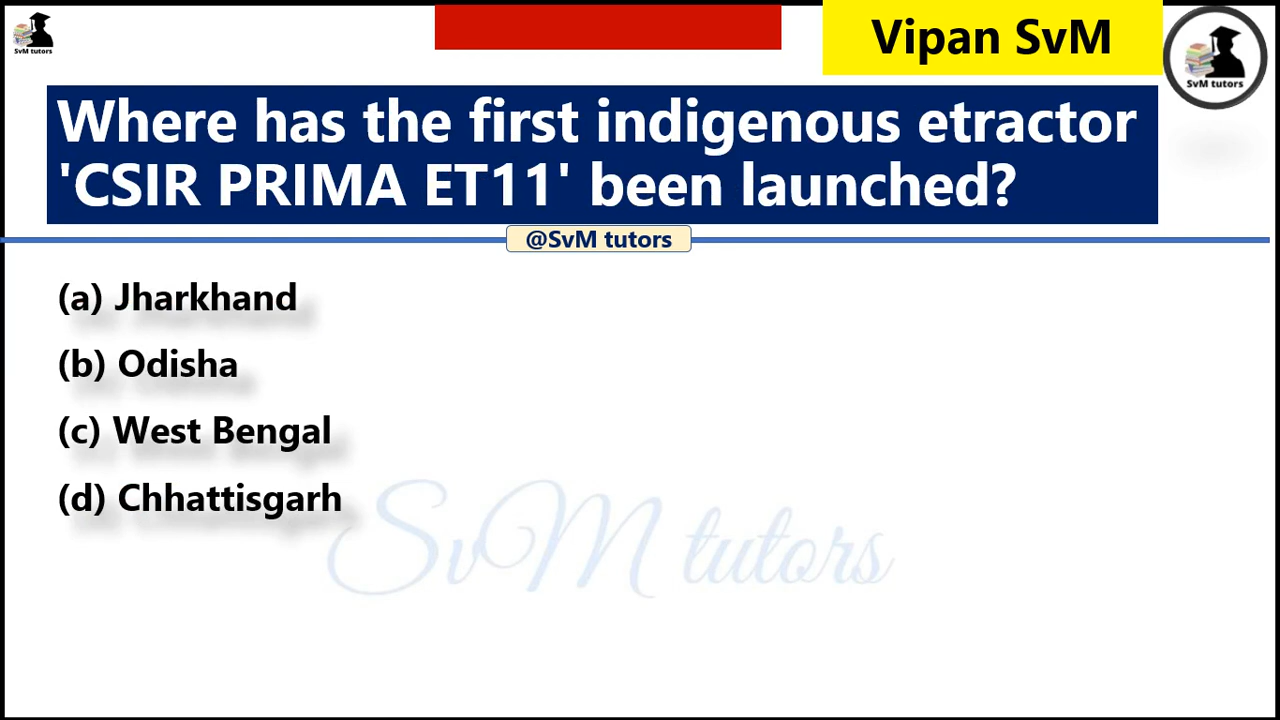 SvM tutors
Vipan SvM
SvM tutors
Where has the first indigenous etractor
'CSIR PRIMA ET11' been launched?
@SvM tutors
(a) Jharkhand
(b) Odisha
(c) West Bengal
(d) Chhattisgarh
SvM tutors